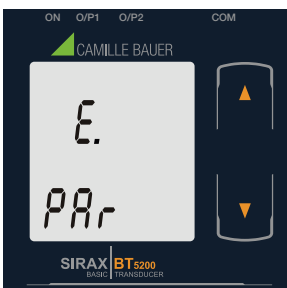 ON O/P1 O/P2 COM
CAMILLE BAUER
E.
PAr
SIRAX BT5200
BASIC TRANSDUCER